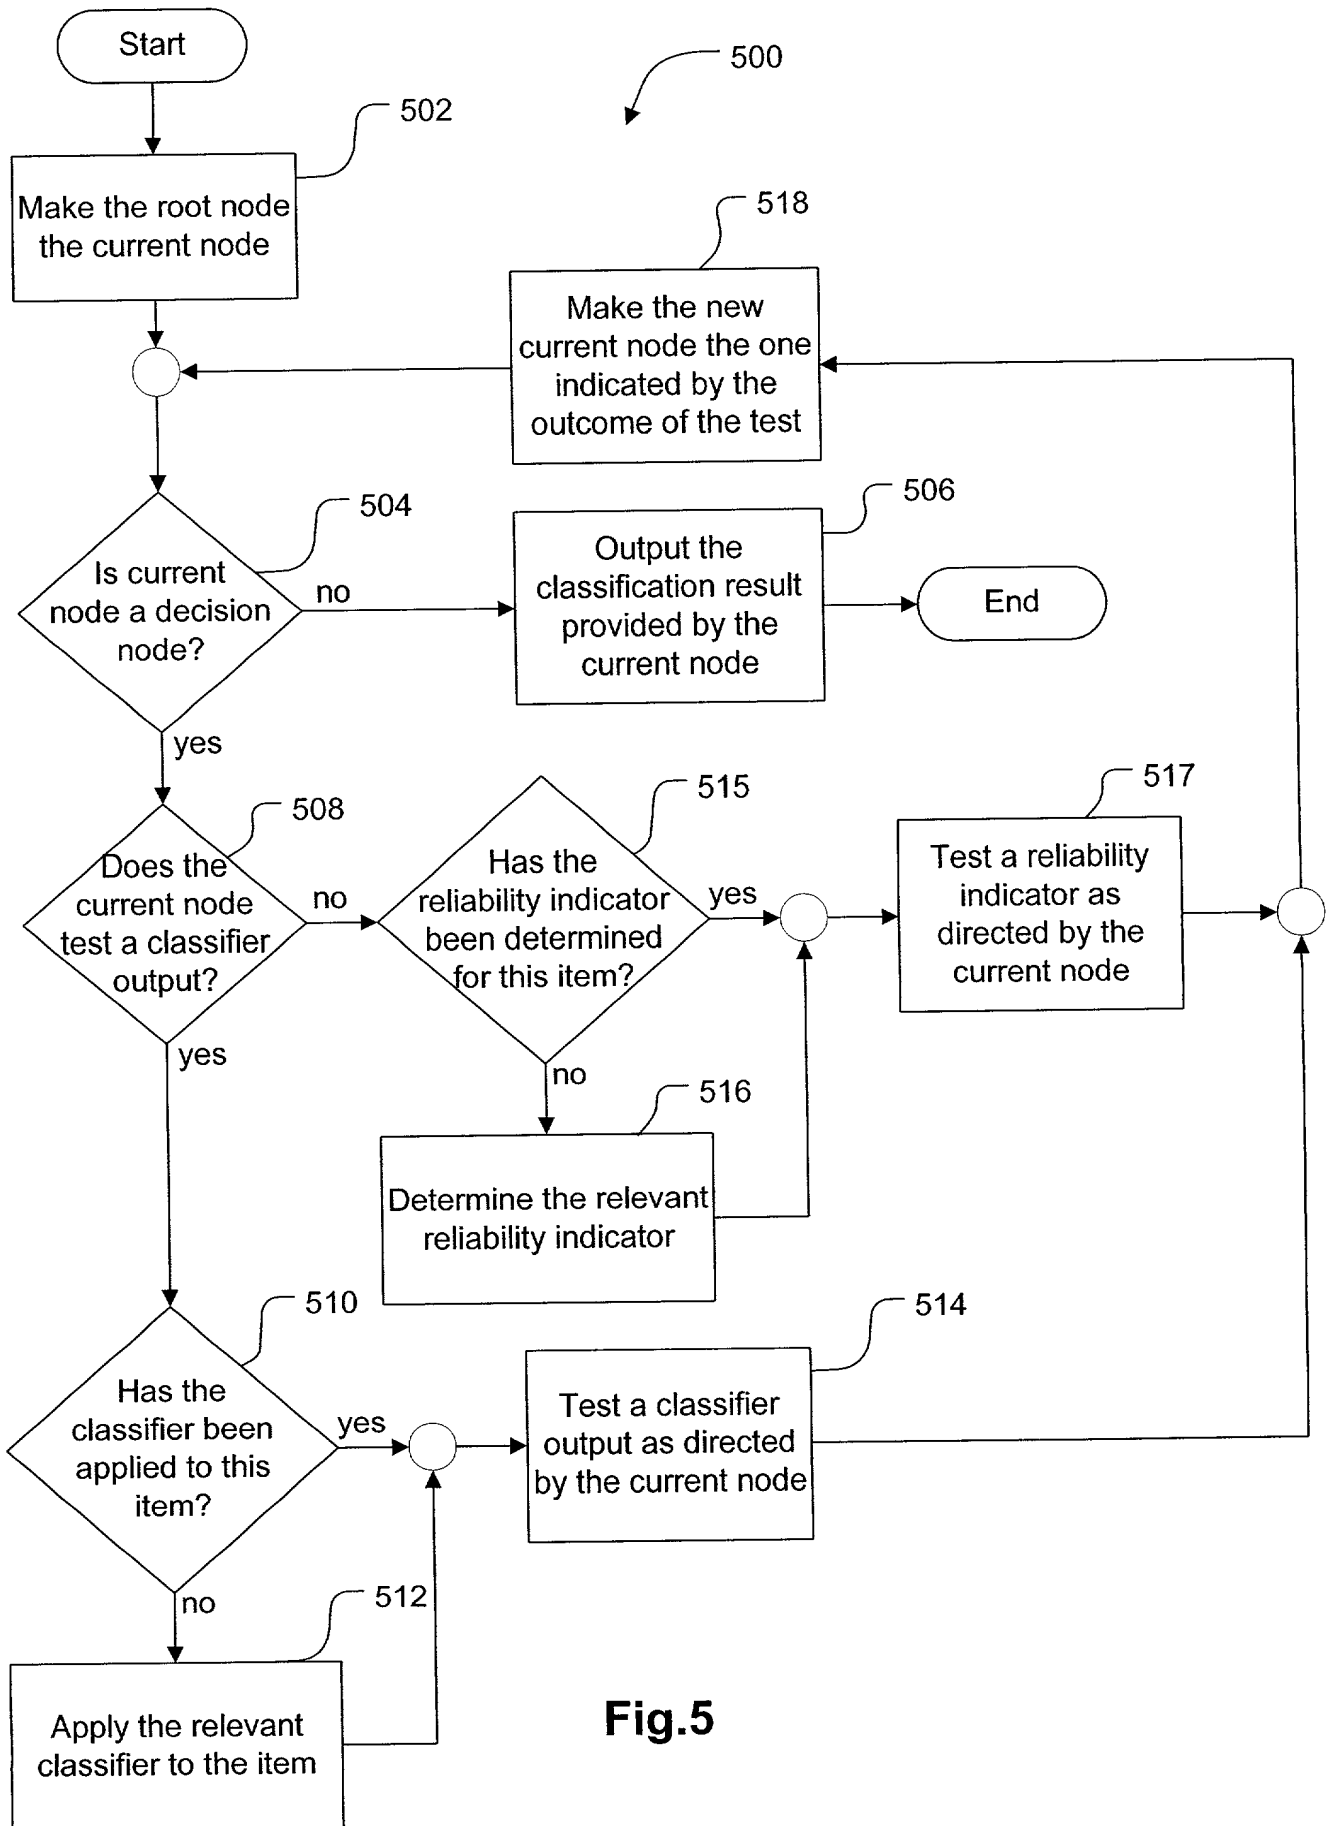 Start
500
502
Make the root node
the current node
518
Make the new
current node the one
indicated by the
outcome of the test
504
Is current
node a decision
node?
no
506
Output the
classification result
provided by the
current node
End
yes
508
Does the
current node
test a classifier
output?
no
515
Has the
reliability indicator
been determined
for this item?
yes
517
Test a reliability
indicator as
directed by the
current node
yes
no
516
Determine the relevant
reliability indicator
510
Has the
classifier been
applied to this
item?
yes
514
Test a classifier
output as directed
by the current node
no
512
Apply the relevant
classifier to the item
Fig.5